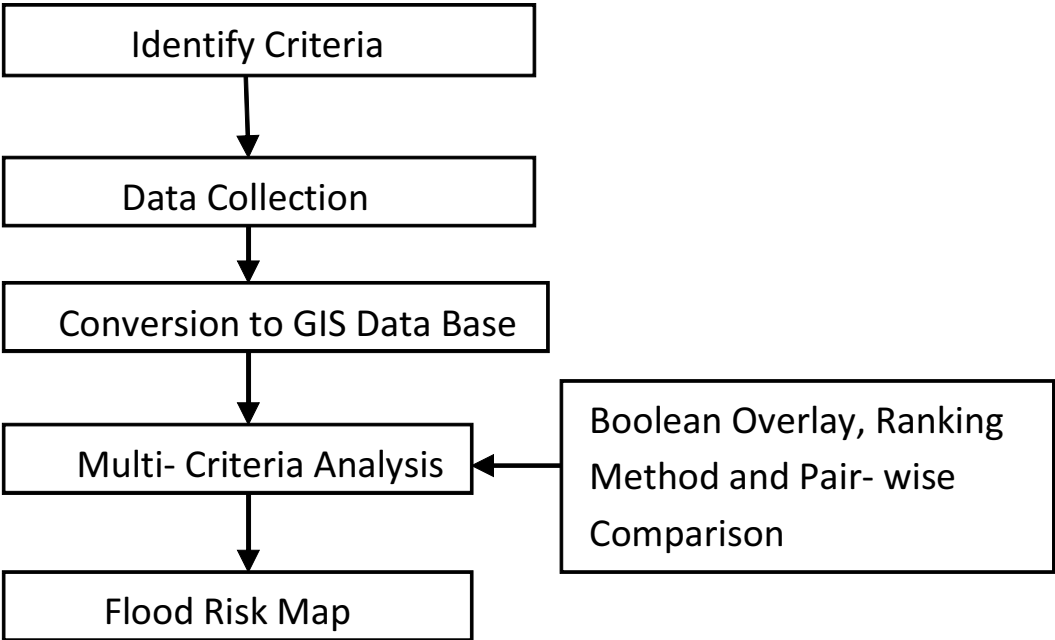 Identify Criteria
Data Collection
Conversion to GIS Data Base
Multi- Criteria Analysis
Boolean Overlay, Ranking
Method and Pair- wise
Comparison
Flood Risk Map